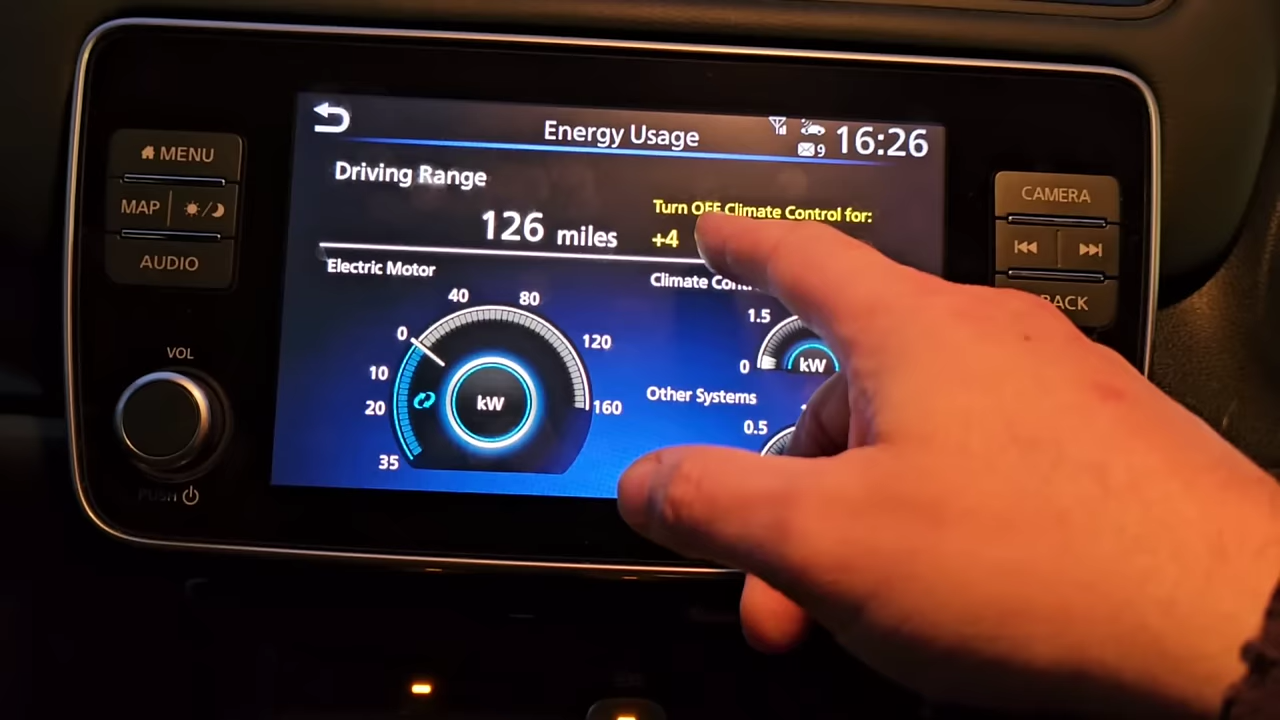 MENU
MAP
AUDIO
VOL
PUSH
Energy Usage
9
16:26
Driving Range
126 miles
Turn OFF Climate Control for:
+4
Electric Motor
0
40
80
120
160
10
20
35
kW
Climate
1.5
0
kW
Other Systems
0.5
CAMERA
BACK